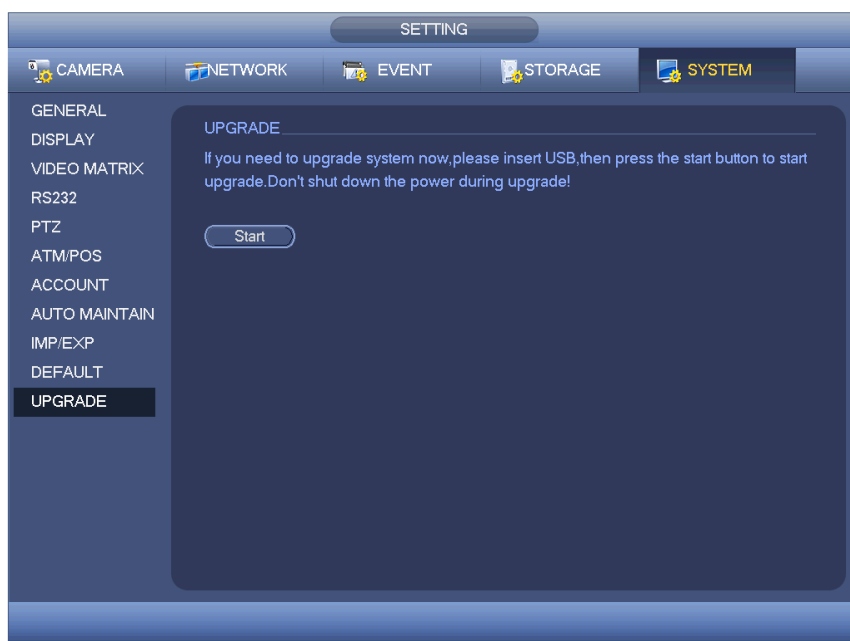 SETTING
CAMERA
NETWORK
EVENT
STORAGE
SYSTEM
GENERAL
DISPLAY
VIDEO MATRIX
RS232
PTZ
ATM/POS
ACCOUNT
AUTO MAINTAIN
IMP/EXP
DEFAULT
UPGRADE
UPGRADE
If you need to upgrade system now,please insert USB,then press the start button to start
upgrade.Don't shut down the power during upgrade!
Start